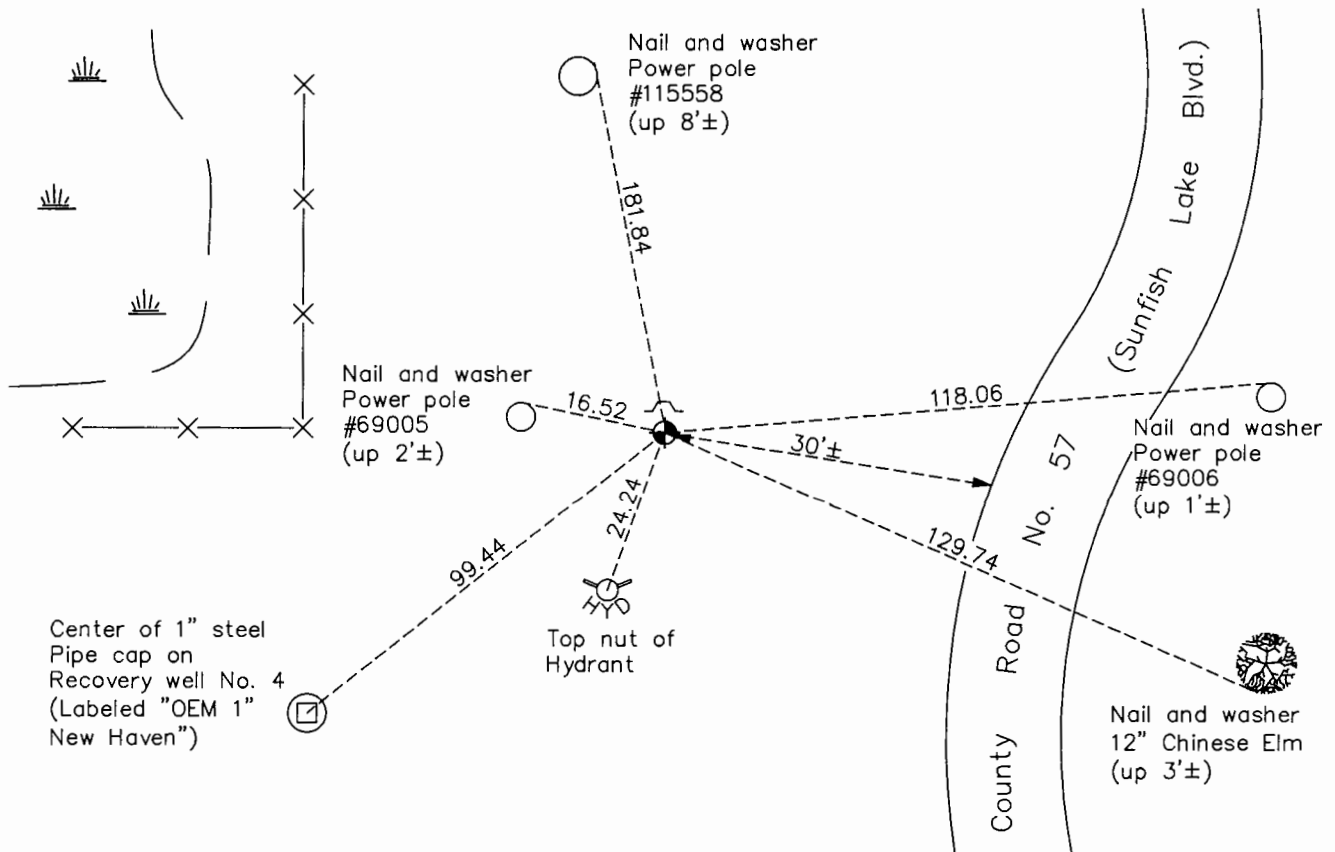 Nail and washer
Power pole
#115558
(up 8'±)
181.84
(Sunfish Lake Blvd.)
Nail and washer
Power pole
#69005
(up 2'±)
16.52
118.06
30'±
Nail and washer
Power pole
#69006
(up 1'±)
24.24
99.44
129.74
HYD
Top nut of
Hydrant
Center of 1" steel
Pipe cap on
Recovery well No. 4
(Labeled "OEM 1"
New Haven")
County Road No. 57
Nail and washer
12" Chinese Elm
(up 3'±)